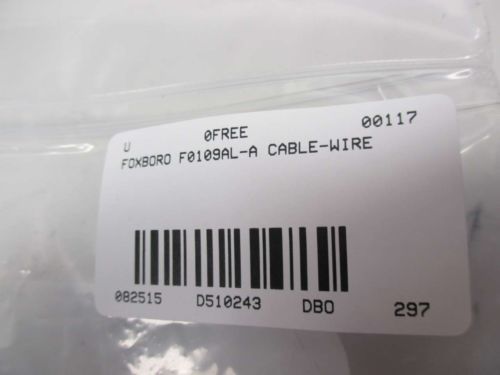 U 0FREE 00117
FOXBORO F0109AL-A CABLE-WIRE
082515 D510243 DBO 297